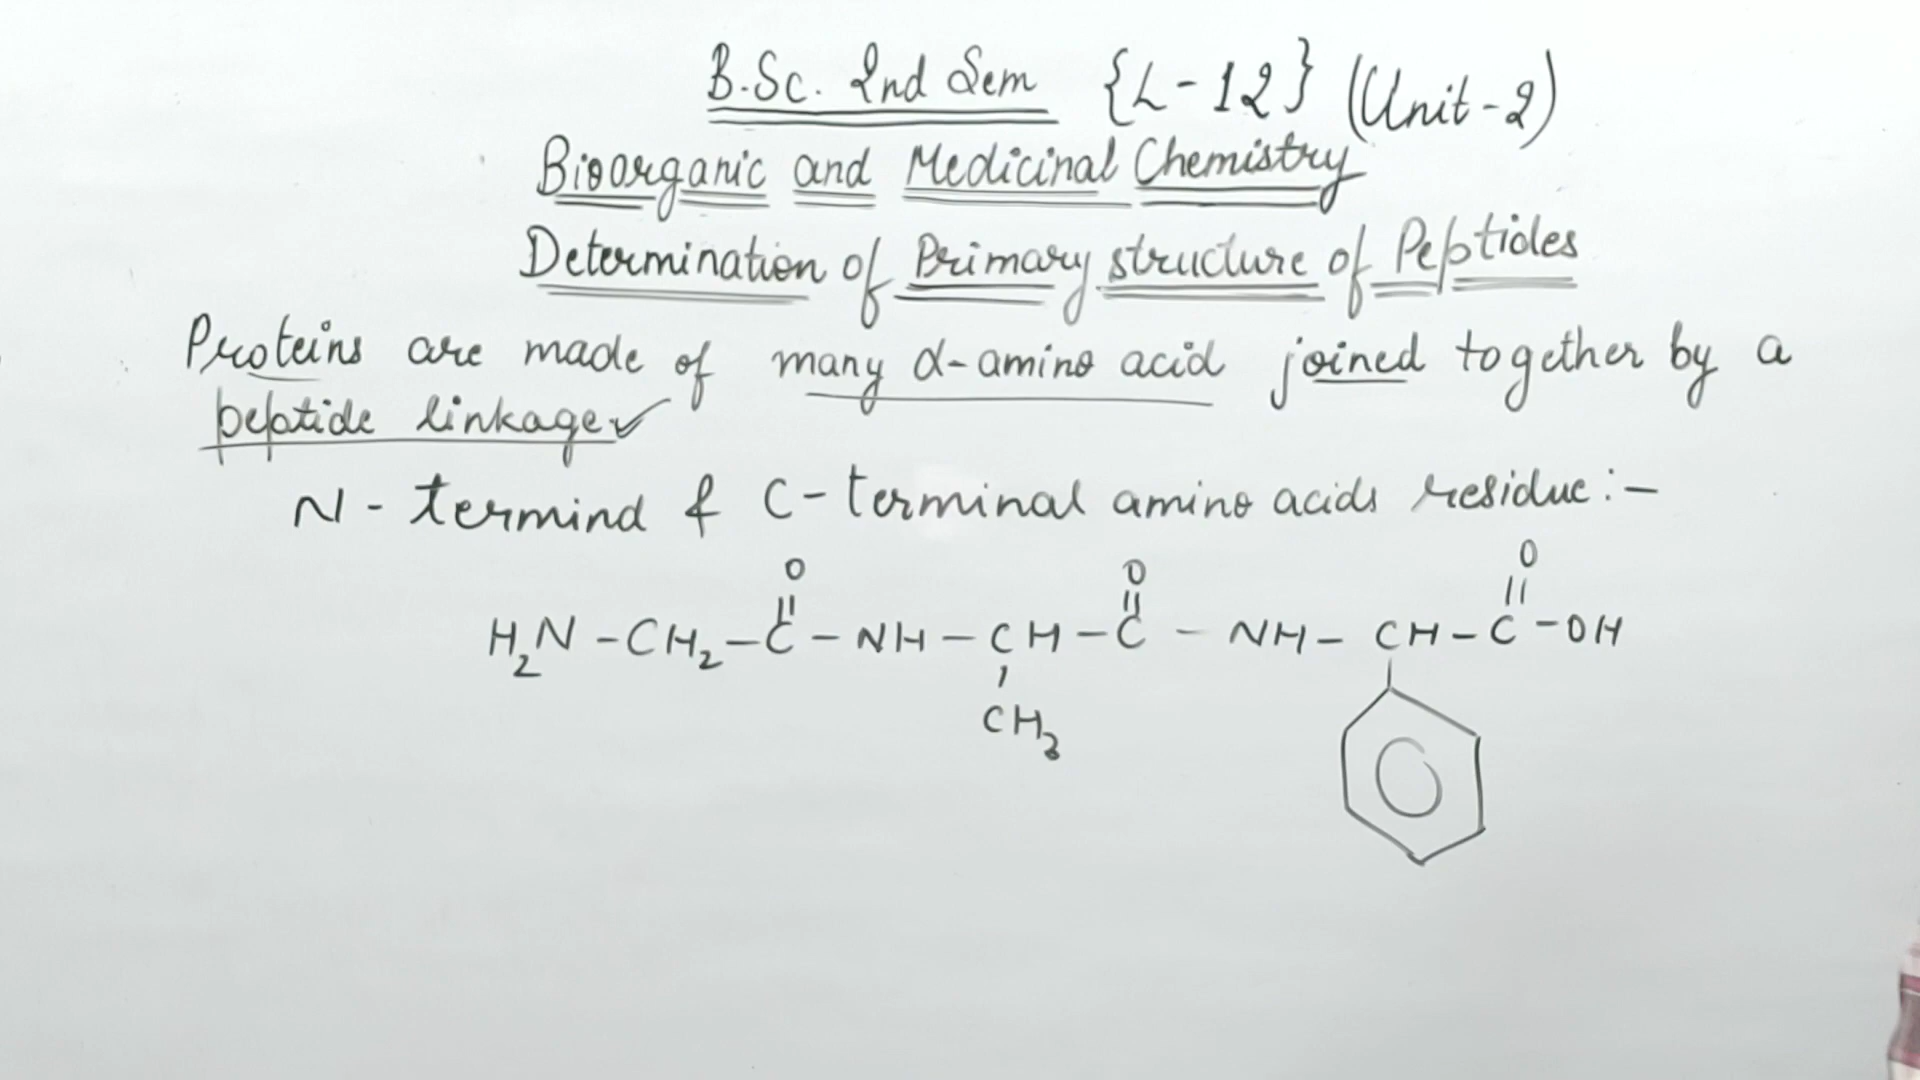 B.Sc. 2nd Sem {L-12} (Unit-2)
Bioorganic and Medicinal Chemistry
Determination of Primary structure of Peptides
Proteins are made of many α-amino acid joined together by a
peptide linkage✓
N-termind & C-terminal amino acids residue:-
O O O
H₂N-CH₂-C-NH-CH-C-NH-CH-C-OH
CH₃